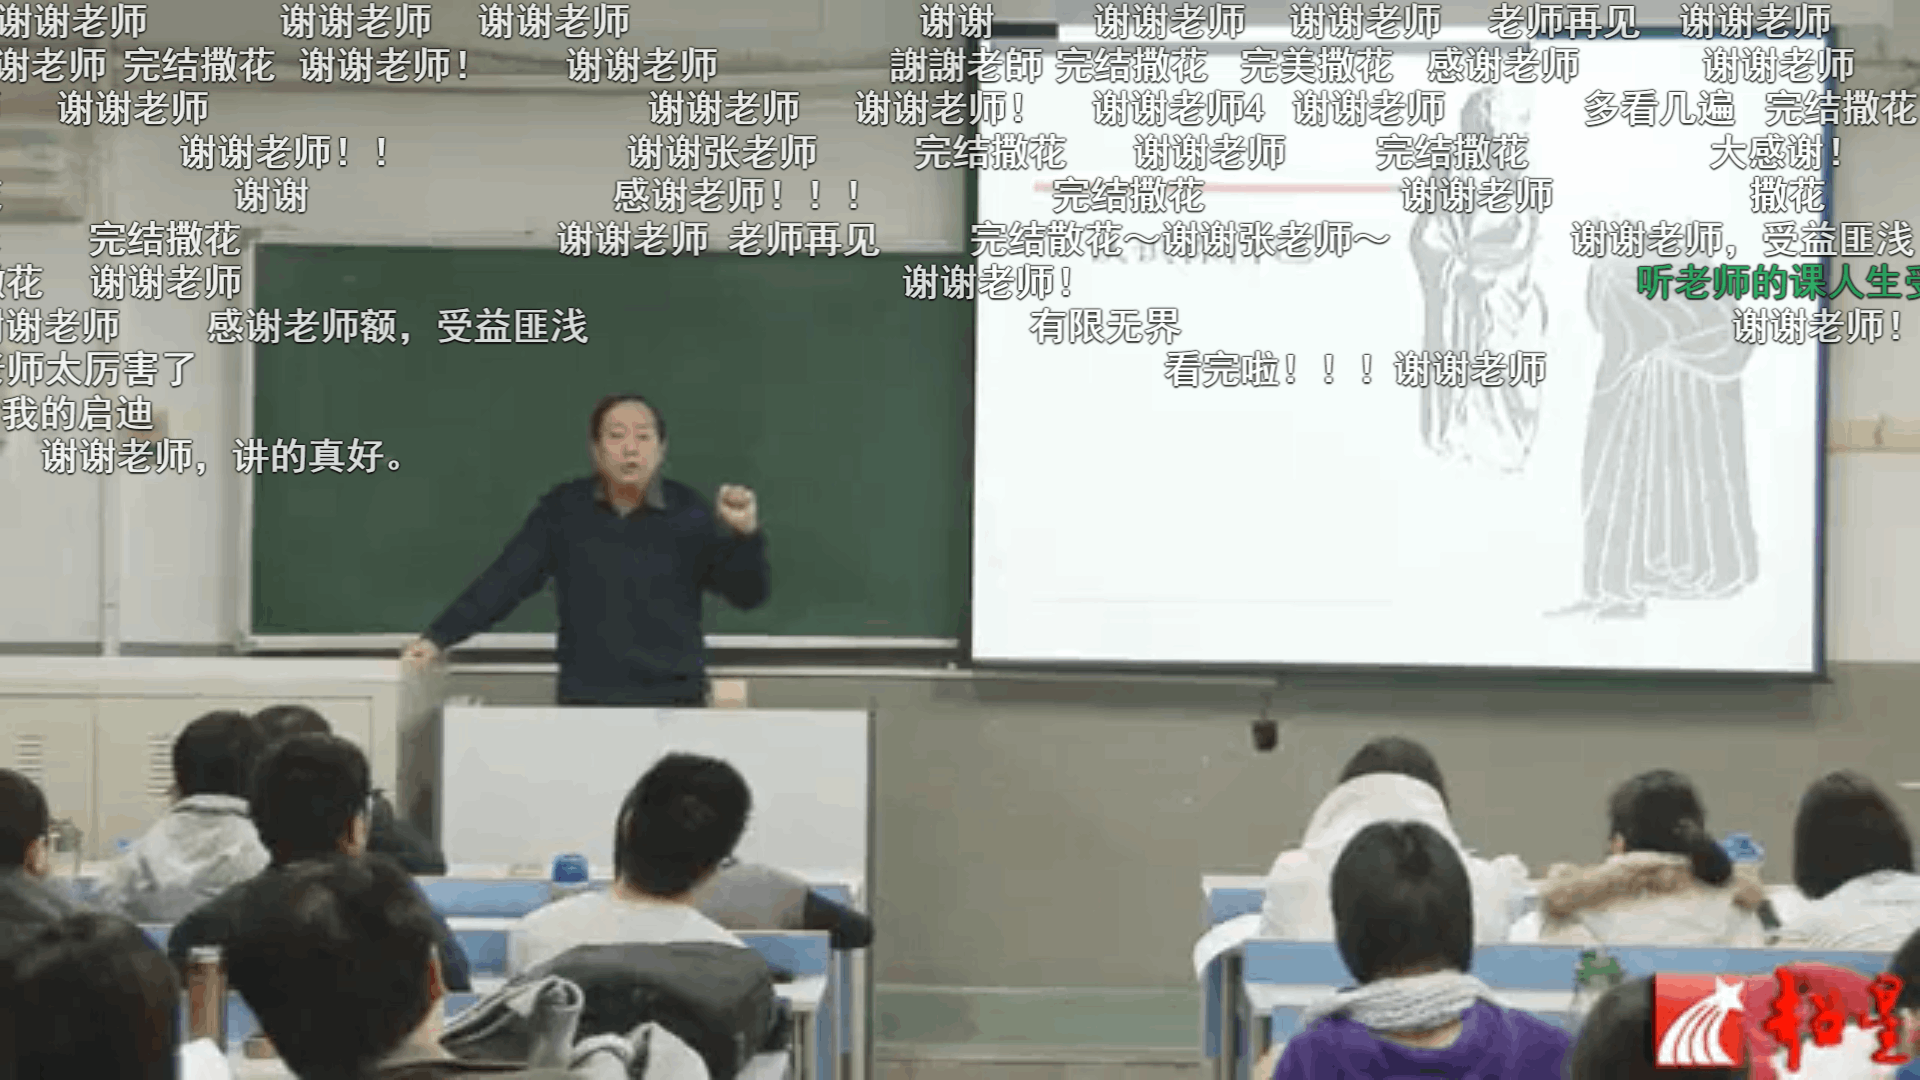 谢谢老师 谢谢老师 谢谢老师 谢谢 谢谢老师 谢谢老师 老师再见 谢谢老师
谢老师 完结撒花 谢谢老师！ 谢谢老师 謝謝老師 完结撒花 完美撒花 感谢老师 谢谢老师
谢谢老师 谢谢老师 谢谢老师！ 谢谢老师4 谢谢老师 多看几遍 完结撒花
谢谢老师！！ 谢谢张老师 完结撒花 谢谢老师 完结撒花 大感谢！
谢谢 感谢老师！！！ 完结撒花 谢谢老师 撒花
完结撒花 谢谢老师 老师再见 完结散花～谢谢张老师～ 谢谢老师，受益匪浅
撒花 谢谢老师 谢谢老师！ 听老师的课人生受
谢谢老师 感谢老师额，受益匪浅 有限无界 谢谢老师！
老师太厉害了 看完啦！！！谢谢老师
我的启迪
谢谢老师，讲的真好。
超星